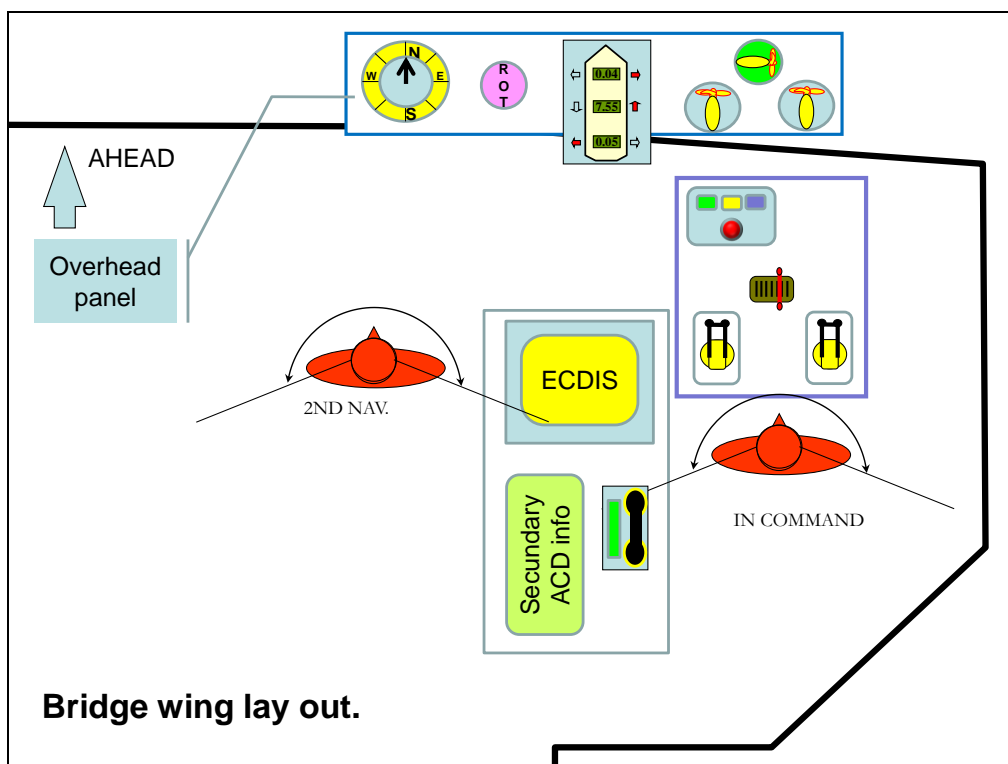 N
W
E
S
R
O
T
0.04
7.55
0.05
AHEAD
Overhead
panel
ECDIS
2ND NAV.
IN COMMAND
Secundary
ACD info
Bridge wing lay out.